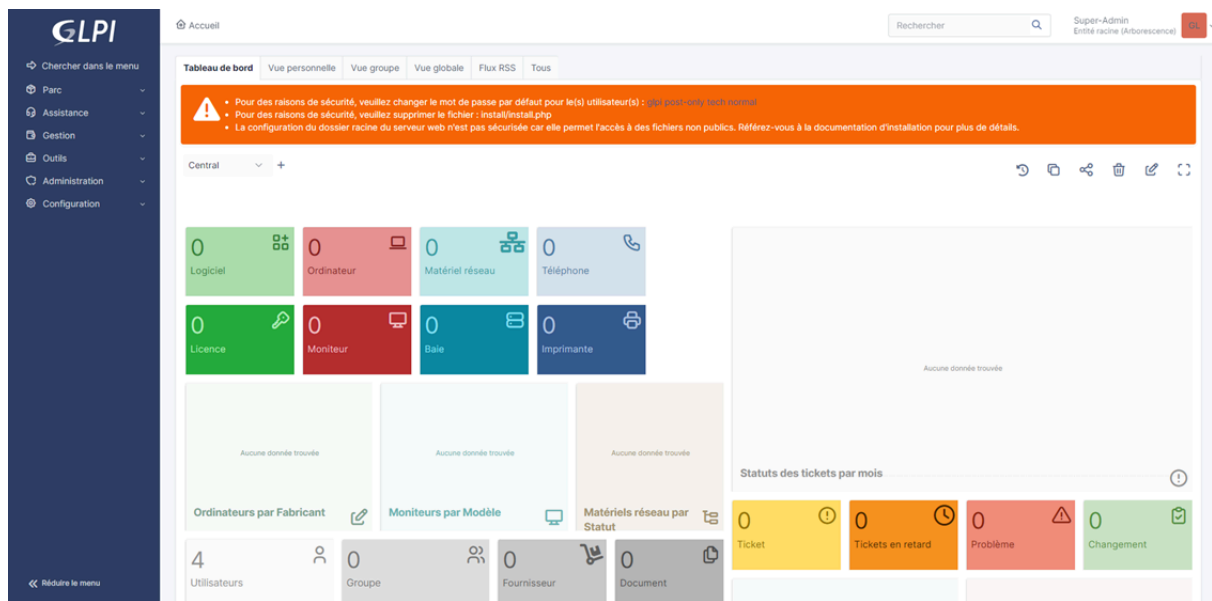 GLPI
Accueil
Rechercher
Super-Admin
Entité racine (Arborescence)
GL
Chercher dans le menu
Parc
Assistance
Gestion
Outils
Administration
Configuration
Réduire le menu
Tableau de bord Vue personnelle Vue groupe Vue globale Flux RSS Tous
Pour des raisons de sécurité, veuillez changer le mot de passe par défaut pour le(s) utilisateur(s) : glpi post-only tech normal
Pour des raisons de sécurité, veuillez supprimer le fichier : install/install.php
La configuration du dossier racine du serveur web n'est pas sécurisée car elle permet l'accès à des fichiers non publics. Référez-vous à la documentation d'installation pour plus de détails.
Central
0
Logiciel
0
Ordinateur
0
Matériel réseau
0
Téléphone
0
Licence
0
Moniteur
0
Baie
0
Imprimante
Aucune donnée trouvée
Ordinateurs par Fabricant
Aucune donnée trouvée
Moniteurs par Modèle
Aucune donnée trouvée
Matériels réseau par
Statut
Aucune donnée trouvée
Statuts des tickets par mois
4
Utilisateurs
0
Groupe
0
Fournisseur
0
Document
0
Ticket
0
Tickets en retard
0
Problème
0
Changement